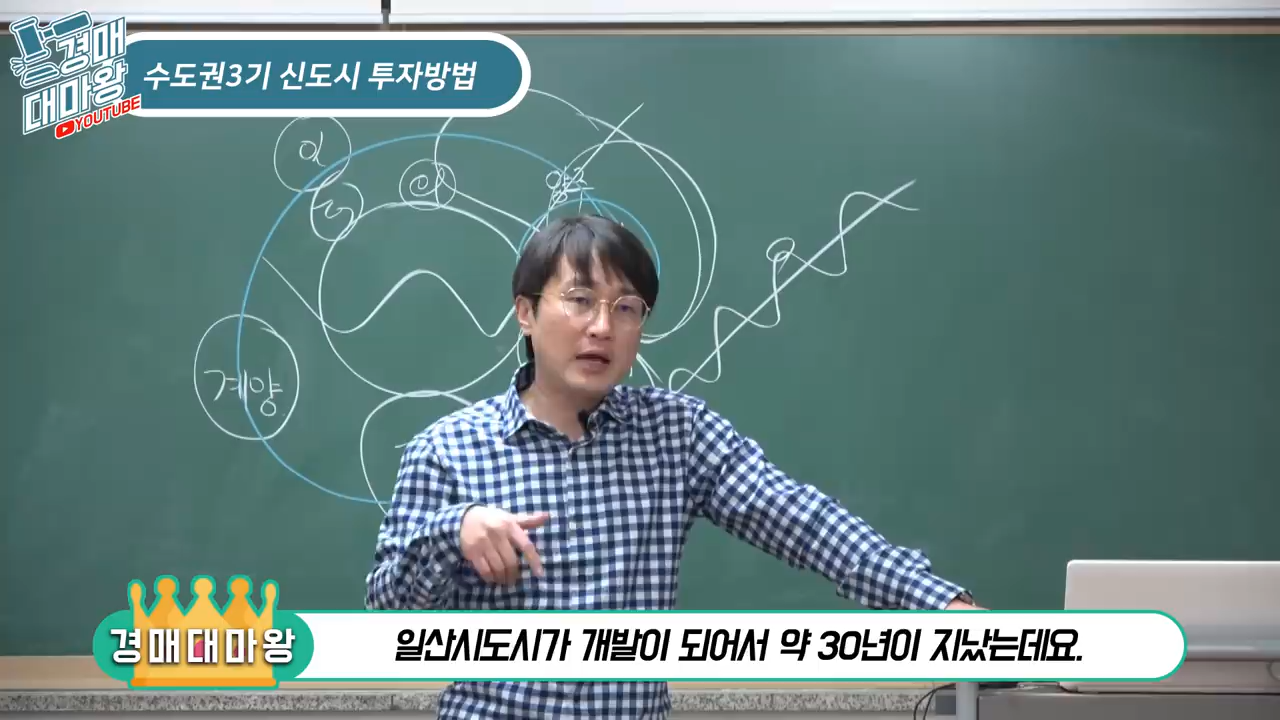 경매
대마왕
YOUTUBE
수도권3기 신도시 투자방법
계양
경매대마왕
일산시도시가 개발이 되어서 약 30년이 지났는데요.